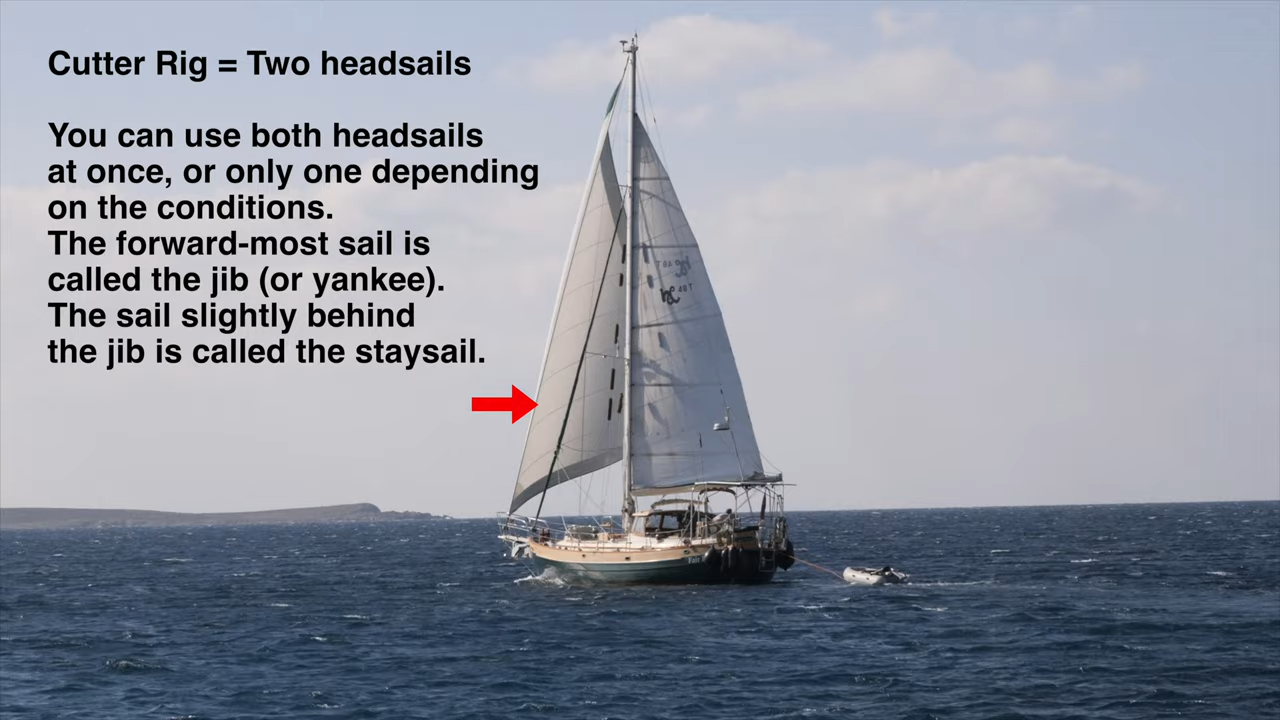 Cutter Rig = Two headsails
You can use both headsails
at once, or only one depending
on the conditions.
The forward-most sail is
called the jib (or yankee).
The sail slightly behind
the jib is called the staysail.